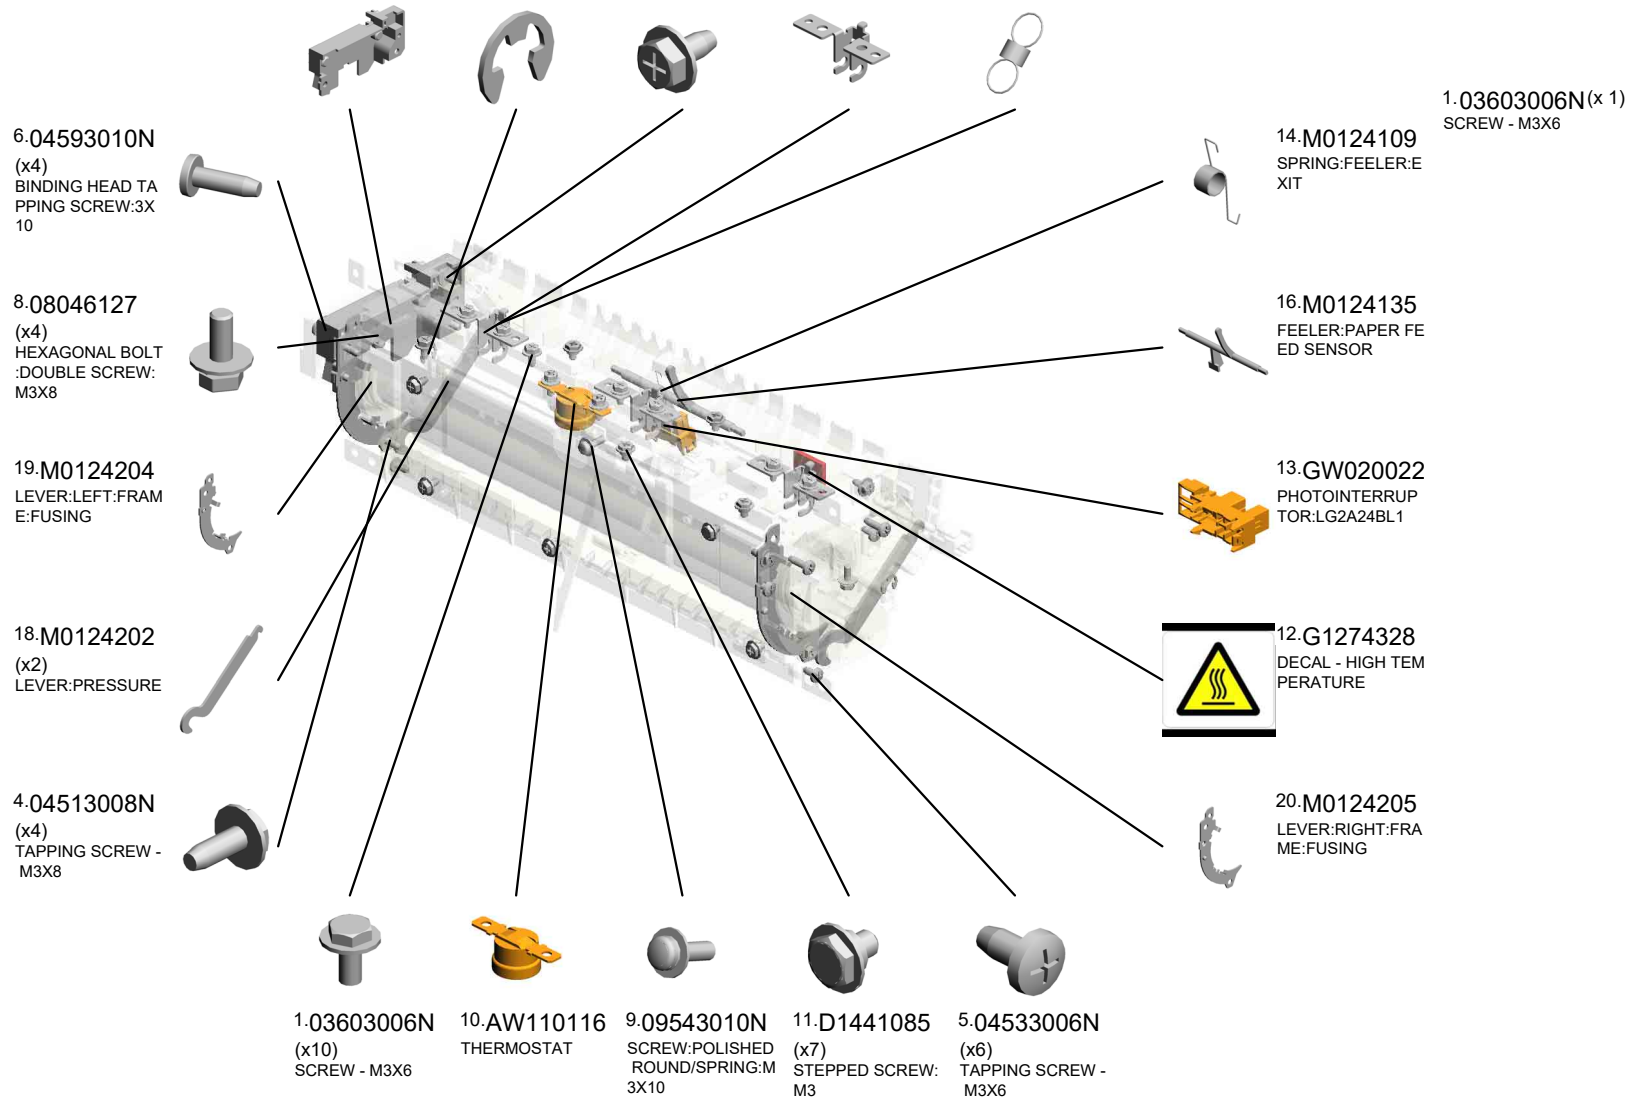 1.03603006N(x 1)
SCREW - M3X6
6.04593010N
(x4)
BINDING HEAD TA
PPING SCREW:3X
10
14.M0124109
SPRING:FEELER:E
XIT
8.08046127
(x4)
HEXAGONAL BOLT
:DOUBLE SCREW:
M3X8
16.M0124135
FEELER:PAPER FE
ED SENSOR
19.M0124204
LEVER:LEFT:FRAM
E:FUSING
13.GW020022
PHOTOINTERRUP
TOR:LG2A24BL1
18.M0124202
(x2)
LEVER:PRESSURE
12.G1274328
DECAL - HIGH TEM
PERATURE
4.04513008N
(x4)
TAPPING SCREW -
M3X8
20.M0124205
LEVER:RIGHT:FRA
ME:FUSING
1.03603006N
(x10)
SCREW - M3X6
10.AW110116
THERMOSTAT
9.09543010N
SCREW:POLISHED
ROUND/SPRING:M
3X10
11.D1441085
(x7)
STEPPED SCREW:
M3
5.04533006N
(x6)
TAPPING SCREW -
M3X6